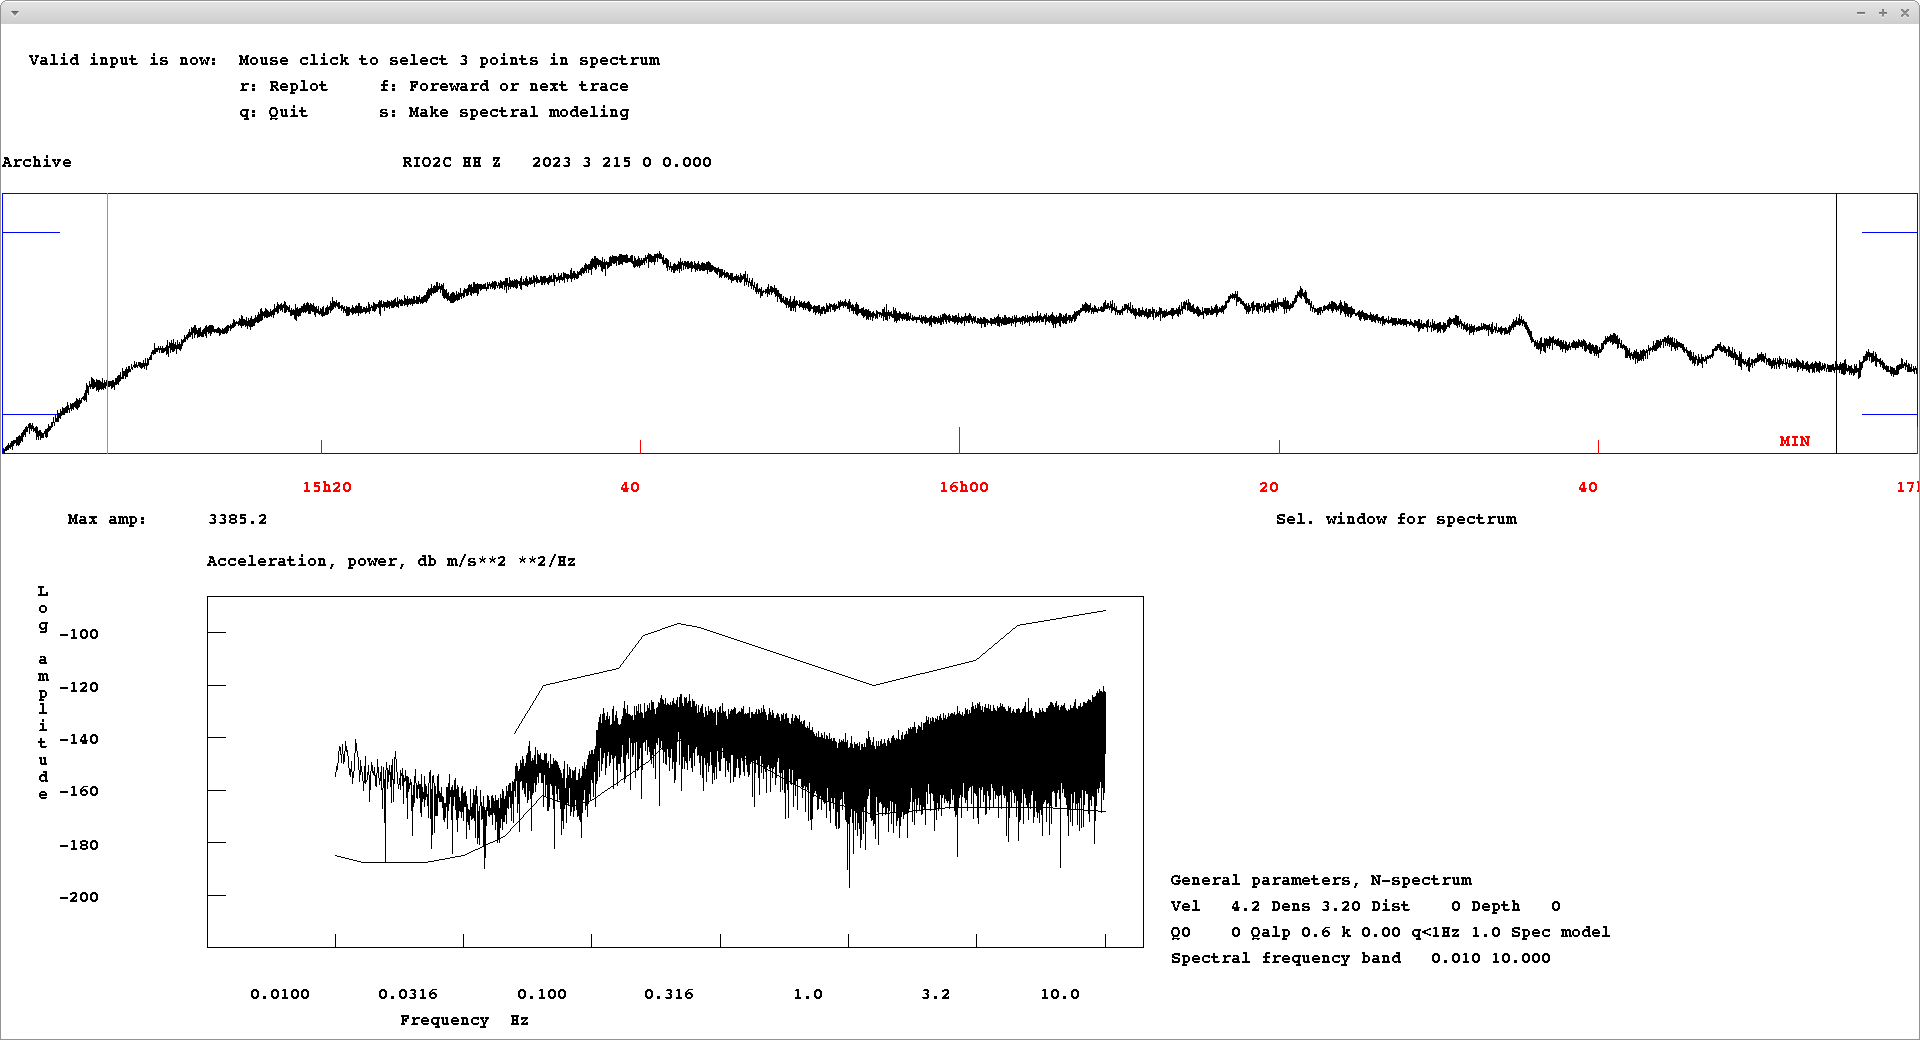 Valid input is now: Mouse click to select 3 points in spectrum
r: Replot f: Foreward or next trace
q: Quit s: Make spectral modeling
Archive RIO2C HH Z 2023 3 215 0 0.000
MIN
15h20 40 16h00 20 40 17h
Max amp: 3385.2 Sel. window for spectrum
Acceleration, power, db m/s**2 **2/Hz
Log amplitude
-100
-120
-140
-160
-180
-200
General parameters, N-spectrum
Vel 4.2 Dens 3.20 Dist 0 Depth 0
Q0 0 Qalp 0.6 k 0.00 q<1Hz 1.0 Spec model
Spectral frequency band 0.010 10.000
0.0100 0.0316 0.100 0.316 1.0 3.2 10.0
Frequency Hz